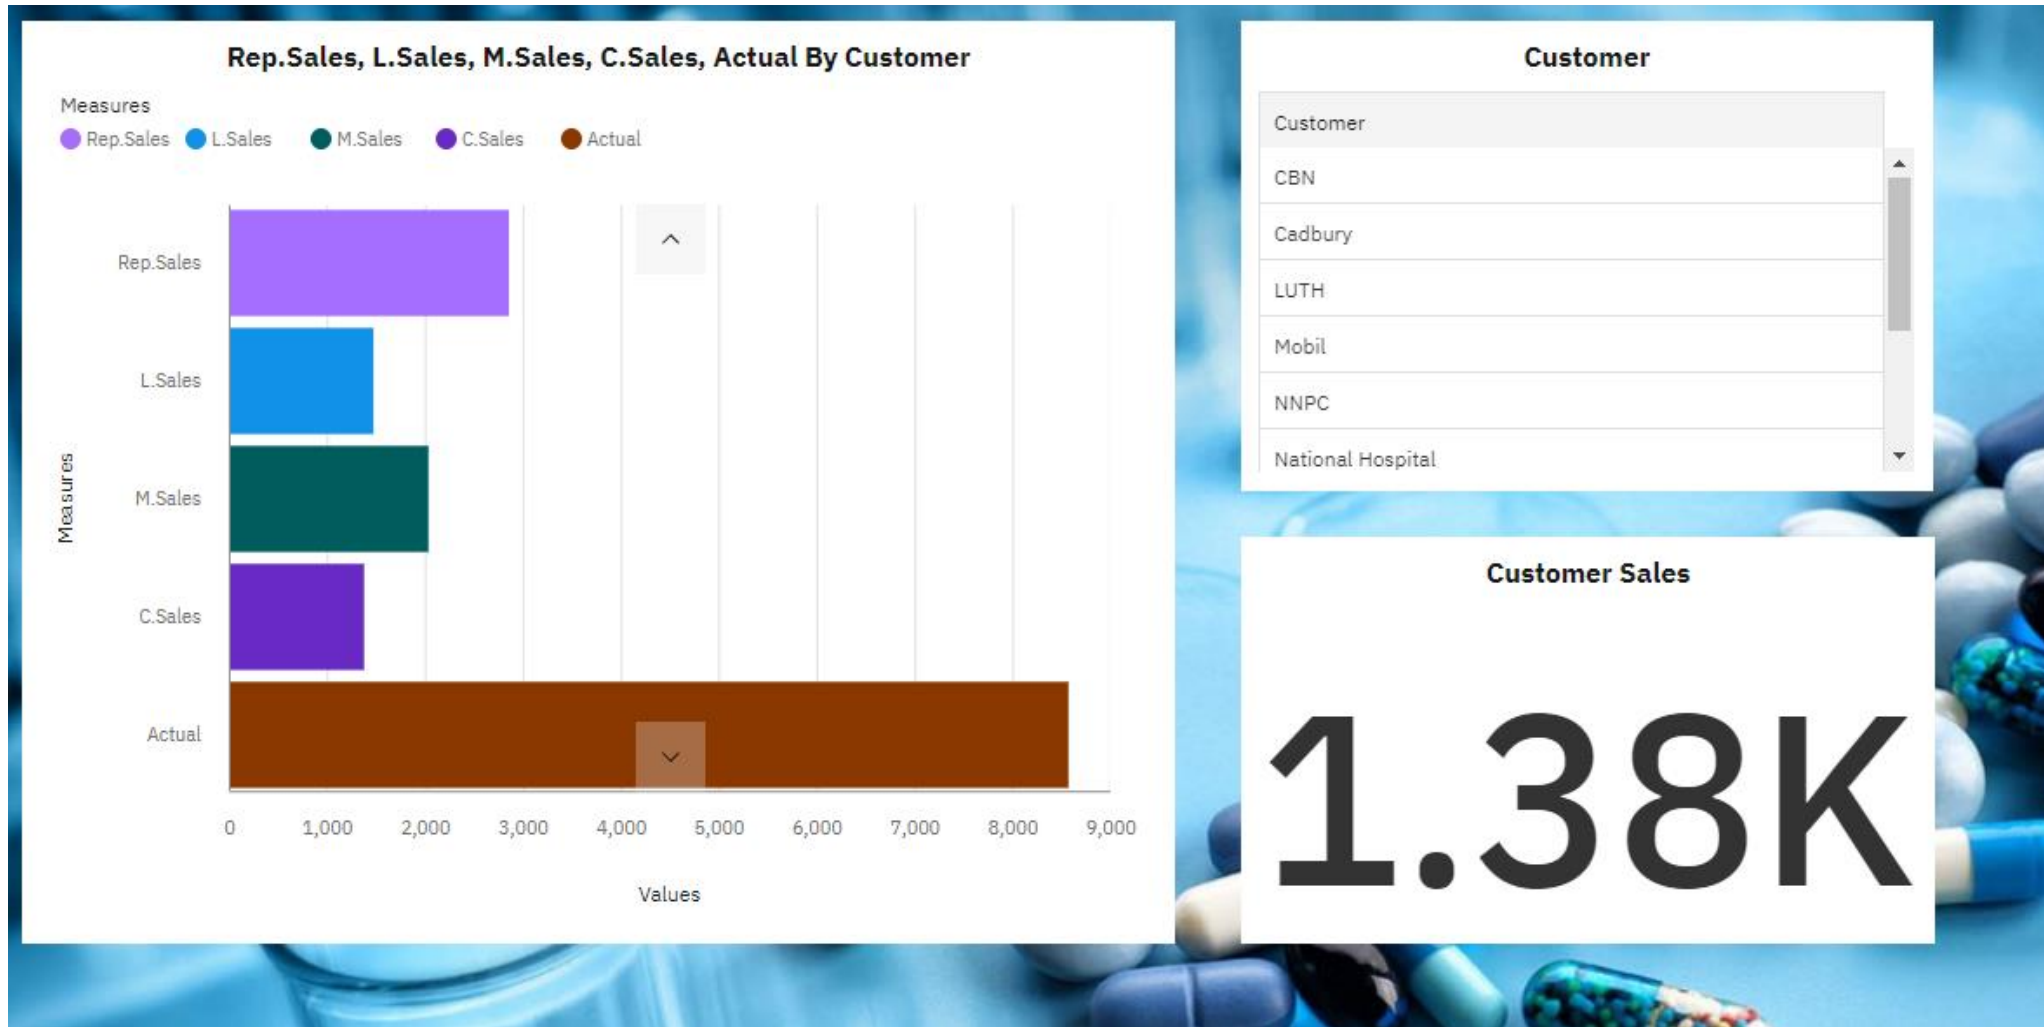 Rep.Sales, L.Sales, M.Sales, C.Sales, Actual By Customer
Measures
Rep.Sales L.Sales M.Sales C.Sales Actual
Rep.Sales
L.Sales
M.Sales
C.Sales
Actual
Measures
0 1,000 2,000 3,000 4,000 5,000 6,000 7,000 8,000 9,000
Values
Customer
Customer
CBN
Cadbury
LUTH
Mobil
NNPC
National Hospital
Customer Sales
1.38K